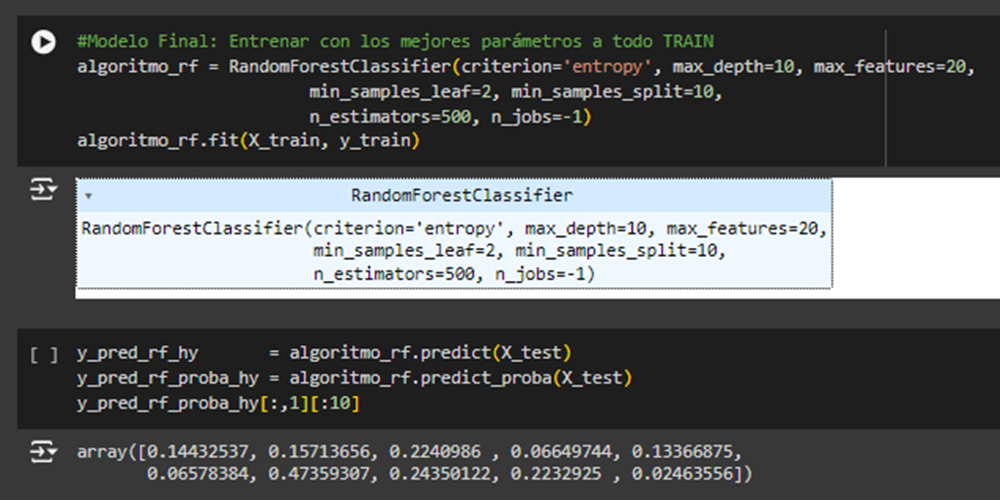 #Modelo Final: Entrenar con los mejores parámetros a todo TRAIN
algoritmo_rf = RandomForestClassifier(criterion='entropy', max_depth=10, max_features=20,
min_samples_leaf=2, min_samples_split=10,
n_estimators=500, n_jobs=-1)
algoritmo_rf.fit(X_train, y_train)
RandomForestClassifier
RandomForestClassifier(criterion='entropy', max_depth=10, max_features=20,
min_samples_leaf=2, min_samples_split=10,
n_estimators=500, n_jobs=-1)
[ ] y_pred_rf_hy = algoritmo_rf.predict(X_test)
y_pred_rf_proba_hy = algoritmo_rf.predict_proba(X_test)
y_pred_rf_proba_hy[:,1][:10]
array([0.14432537, 0.15713656, 0.2240986 , 0.06649744, 0.13366875,
0.06578384, 0.47359307, 0.24350122, 0.2232925 , 0.02463556])